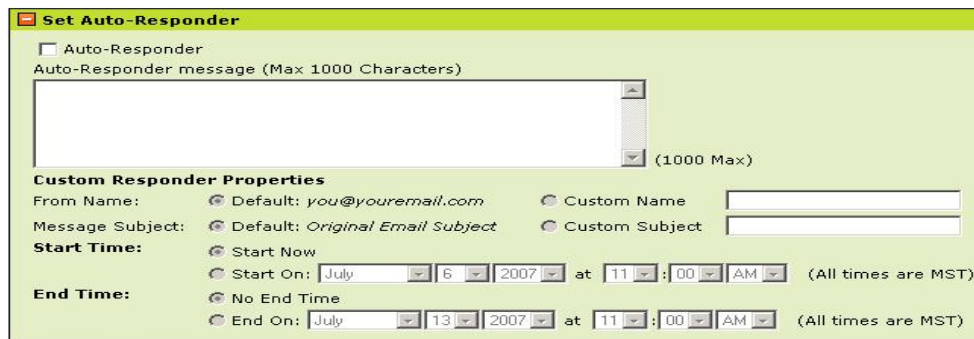 Set Auto-Responder
Auto-Responder
Auto-Responder message (Max 1000 Characters)
(1000 Max)
Custom Responder Properties
From Name: Default: you@youremail.com Custom Name
Message Subject: Default: Original Email Subject Custom Subject
Start Time: Start Now
Start On: July 6 2007 at 11 : 00 AM (All times are MST)
End Time: No End Time
End On: July 13 2007 at 11 : 00 AM (All times are MST)